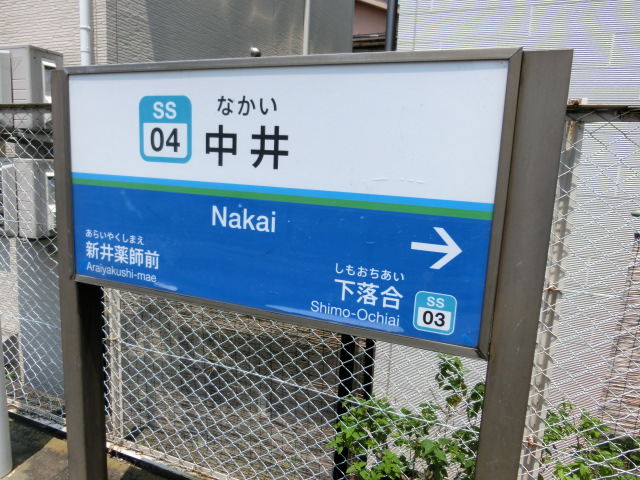 SS
04
なかい
中井
Nakai
あらいやくしまえ
新井薬師前
Araiyakushi-mae
しもおちあい
下落合
Shimo-Ochiai
SS
03